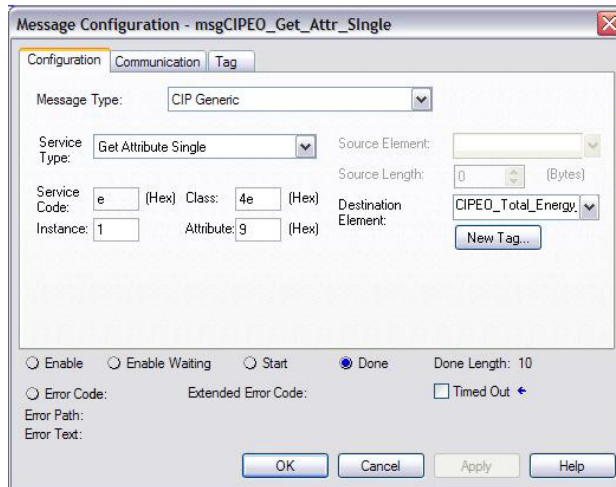 Message Configuration - msgCIPEO_Get_Attr_SIngle
Configuration Communication Tag
Message Type: CIP Generic
Service Type: Get Attribute Single
Source Element:
Source Length: 0 (Bytes)
Service Code: e (Hex) Class: 4e (Hex)
Destination Element: CIPEO_Total_Energy_
Instance: 1 Attribute: 9 (Hex)
New Tag...
Enable Enable Waiting Start Done Done Length: 10
Error Code: Extended Error Code: Timed Out
Error Path:
Error Text:
OK Cancel Apply Help